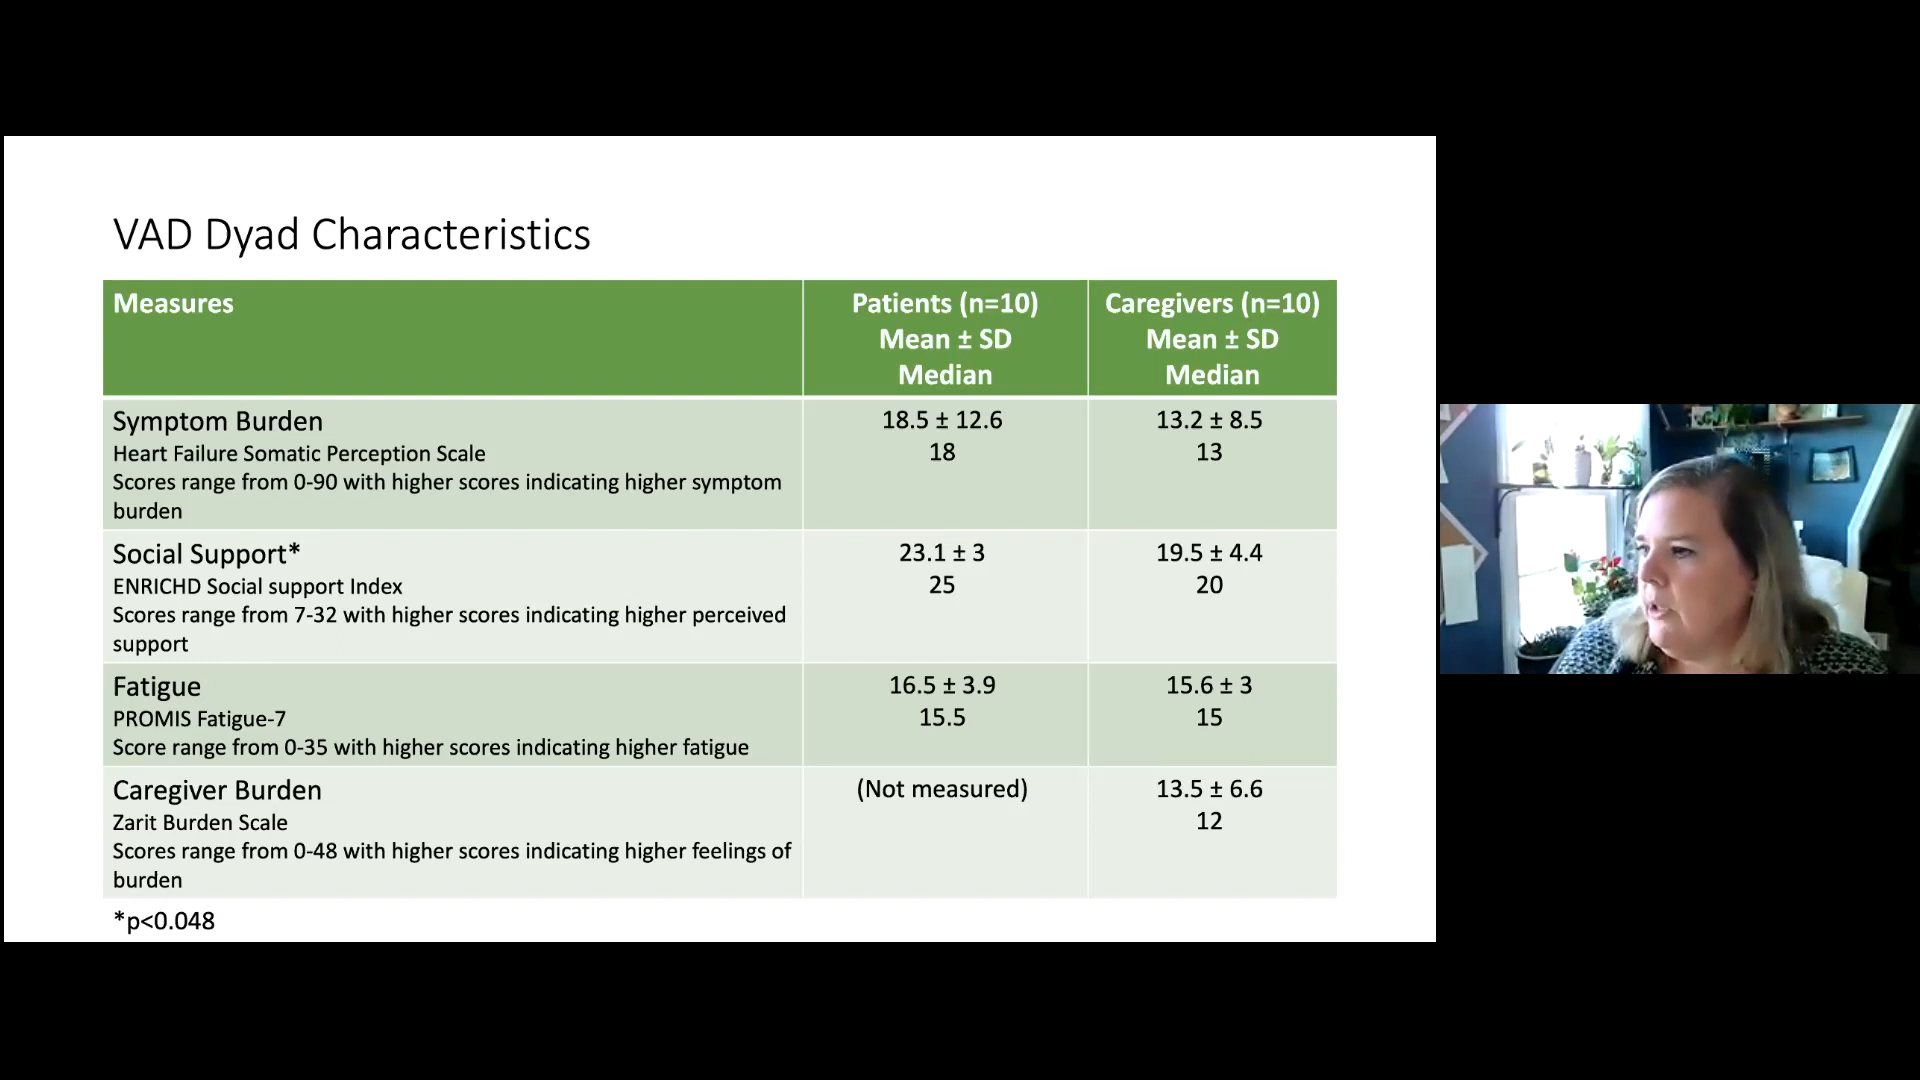 VAD Dyad Characteristics
Measures
Patients (n=10)
Mean ± SD
Median
Caregivers (n=10)
Mean ± SD
Median
Symptom Burden
Heart Failure Somatic Perception Scale
Scores range from 0-90 with higher scores indicating higher symptom
burden
18.5 ± 12.6
18
13.2 ± 8.5
13
Social Support*
ENRICHD Social support Index
Scores range from 7-32 with higher scores indicating higher perceived
support
23.1 ± 3
25
19.5 ± 4.4
20
Fatigue
PROMIS Fatigue-7
Score range from 0-35 with higher scores indicating higher fatigue
16.5 ± 3.9
15.5
15.6 ± 3
15
Caregiver Burden
Zarit Burden Scale
Scores range from 0-48 with higher scores indicating higher feelings of
burden
(Not measured)
13.5 ± 6.6
12
*p<0.048